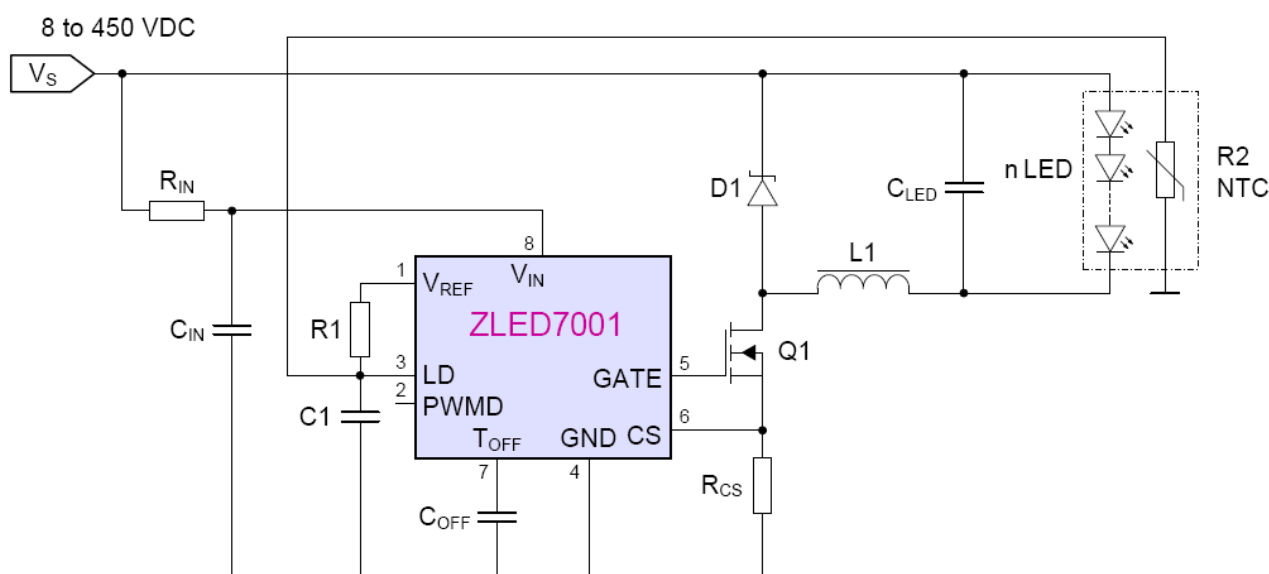 8 to 450 VDC
VS
RIN
CIN
R1
C1
1
VREF
8
VIN
ZLED7001
3
LD
2
PWMD
GATE
5
6
CS
TOFF
GND
7
4
COFF
RCS
Q1
D1
L1
CLED
n LED
R2
NTC